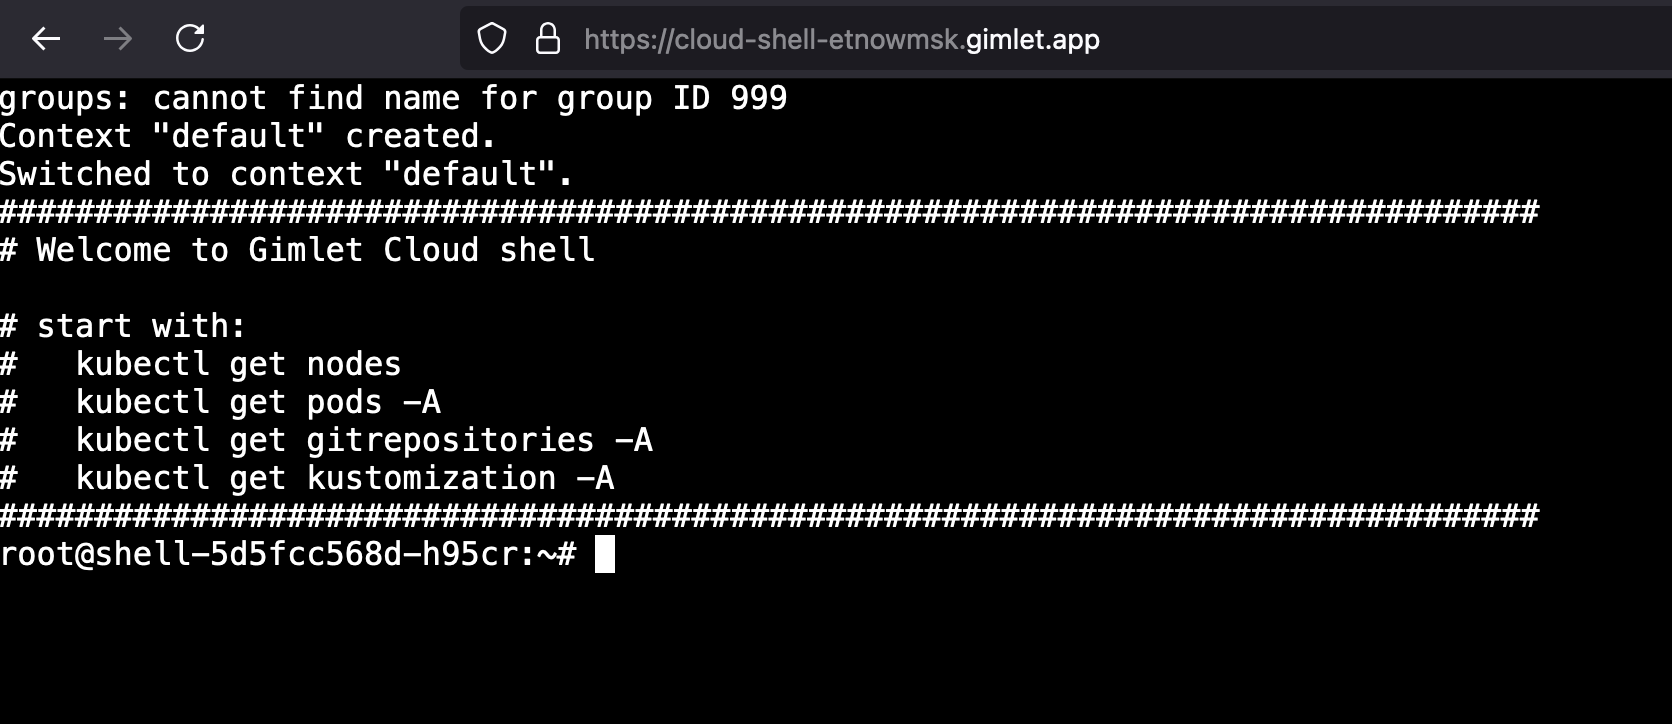 https://cloud-shell-etnowmsk.gimlet.app
groups: cannot find name for group ID 999
Context "default" created.
Switched to context "default".
################################################################################
# Welcome to Gimlet Cloud shell

# start with:
#   kubectl get nodes
#   kubectl get pods -A
#   kubectl get gitrepositories -A
#   kubectl get kustomization -A
################################################################################
root@shell-5d5fcc568d-h95cr:~#